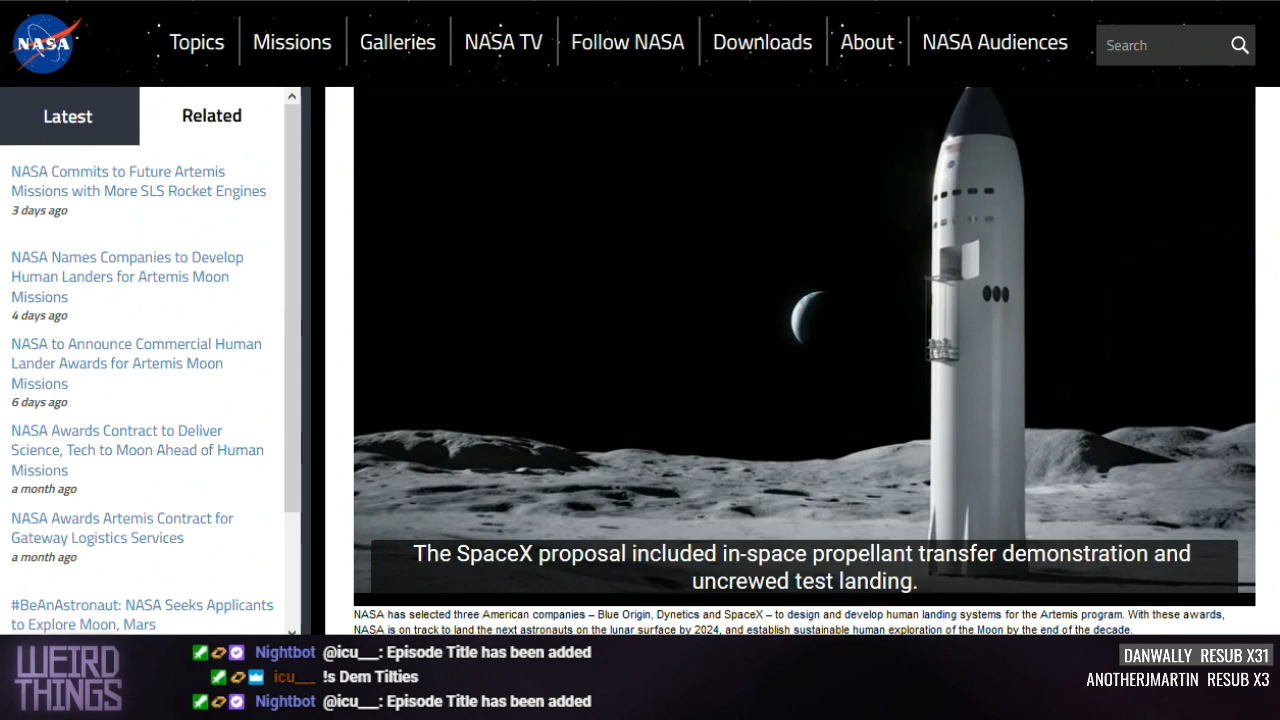 NASA
Topics
Missions
Galleries
NASA TV
Follow NASA
Downloads
About
NASA Audiences
Search
Latest
Related
NASA Commits to Future Artemis
Missions with More SLS Rocket Engines
3 days ago
NASA Names Companies to Develop
Human Landers for Artemis Moon
Missions
4 days ago
NASA to Announce Commercial Human
Lander Awards for Artemis Moon
Missions
6 days ago
NASA Awards Contract to Deliver
Science, Tech to Moon Ahead of Human
Missions
a month ago
NASA Awards Artemis Contract for
Gateway Logistics Services
a month ago
#BeAnAstronaut: NASA Seeks Applicants
to Explore Moon, Mars
The SpaceX proposal included in-space propellant transfer demonstration and
uncrewed test landing.
NASA has selected three American companies – Blue Origin, Dynetics and SpaceX – to design and develop human landing systems for the Artemis program. With these awards,
NASA is on track to land the next astronauts on the lunar surface by 2024, and establish sustainable human exploration of the Moon by the end of the decade.
WEIRD
THINGS
Nightbot @icu__: Episode Title has been added
icu__ !s Dem Tilties
Nightbot @icu__: Episode Title has been added
DANWALLY RESUB X31
ANOTHERJMARTIN RESUB X3